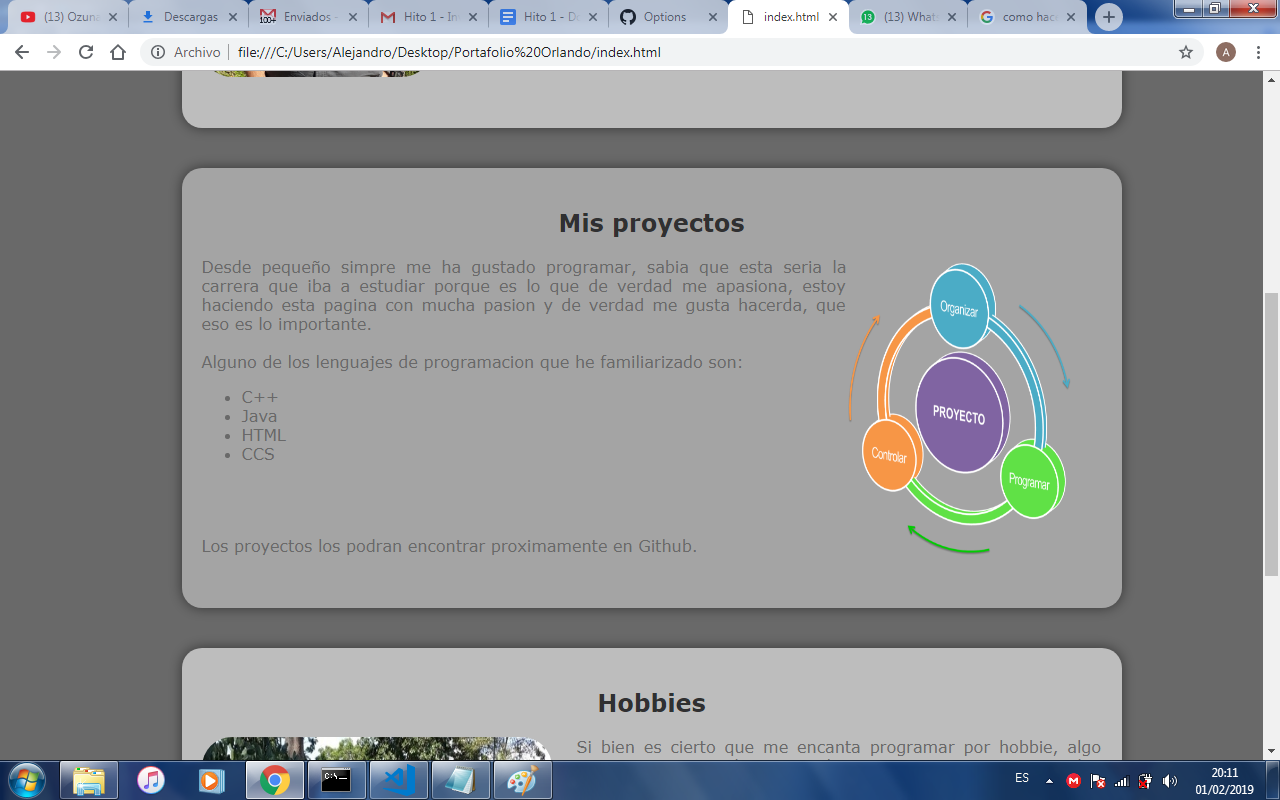 (13) Ozuna
Descargas
Enviados -
Hito 1 - In
Hito 1 - D
Options
index.html
(13) What
como hac
Archivo
file:///C:/Users/Alejandro/Desktop/Portafolio%20Orlando/index.html
A
Mis proyectos
Desde pequeño simpre me ha gustado programar, sabia que esta seria la
carrera que iba a estudiar porque es lo que de verdad me apasiona, estoy
haciendo esta pagina con mucha pasion y de verdad me gusta hacerda, que
eso es lo importante.
Alguno de los lenguajes de programacion que he familiarizado son:
C++
Java
HTML
CCS
Los proyectos los podran encontrar proximamente en Github.
Organizar
PROYECTO
Controlar
Programar
Hobbies
Si bien es cierto que me encanta programar por hobbie, algo
ES
20:11
01/02/2019